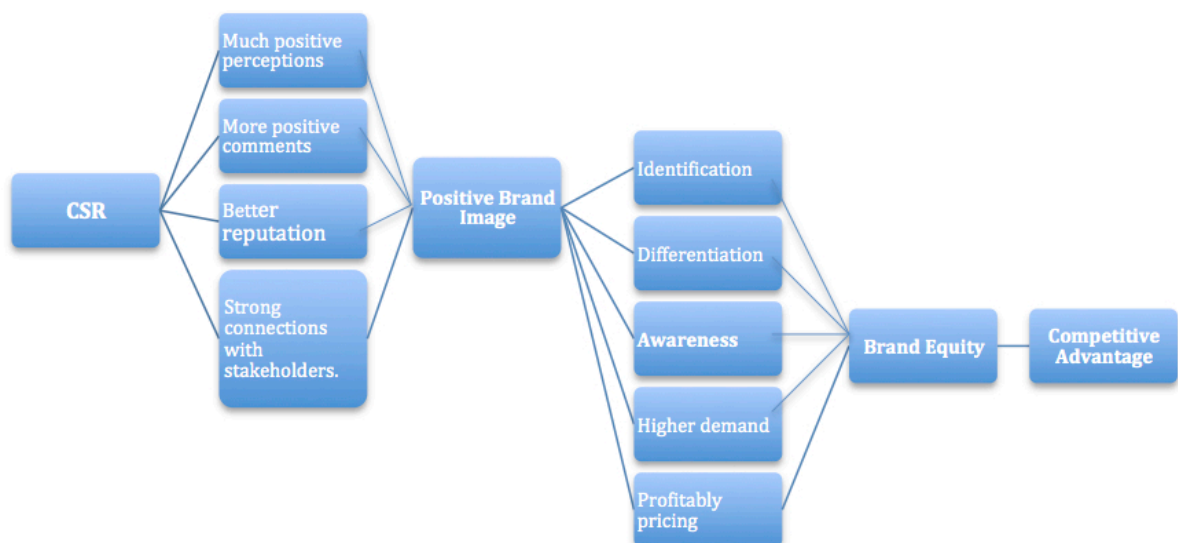 CSR
Much positive
perceptions
More positive
comments
Better
reputation
Strong
connections
with
stakeholders.
Positive Brand
Image
Identification
Differentiation
Awareness
Higher demand
Profitably
pricing
Brand Equity
Competitive
Advantage